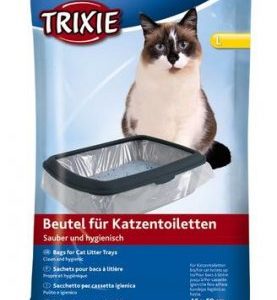 TRIXIE
L
Beutel für Katzentoiletten
Sauber und hygienisch
Bags for Cat Litter Trays
Clean and hygienic
Sachets pour bacs à litière
Propre et hygiénique
Sacchetto per cassetta igienica
Pulito e igienico